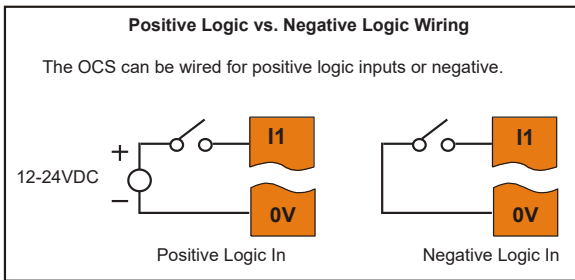 Positive Logic vs. Negative Logic Wiring
The OCS can be wired for positive logic inputs or negative.
I1
I1
+
12-24VDC
–
0V
0V
Positive Logic In
Negative Logic In